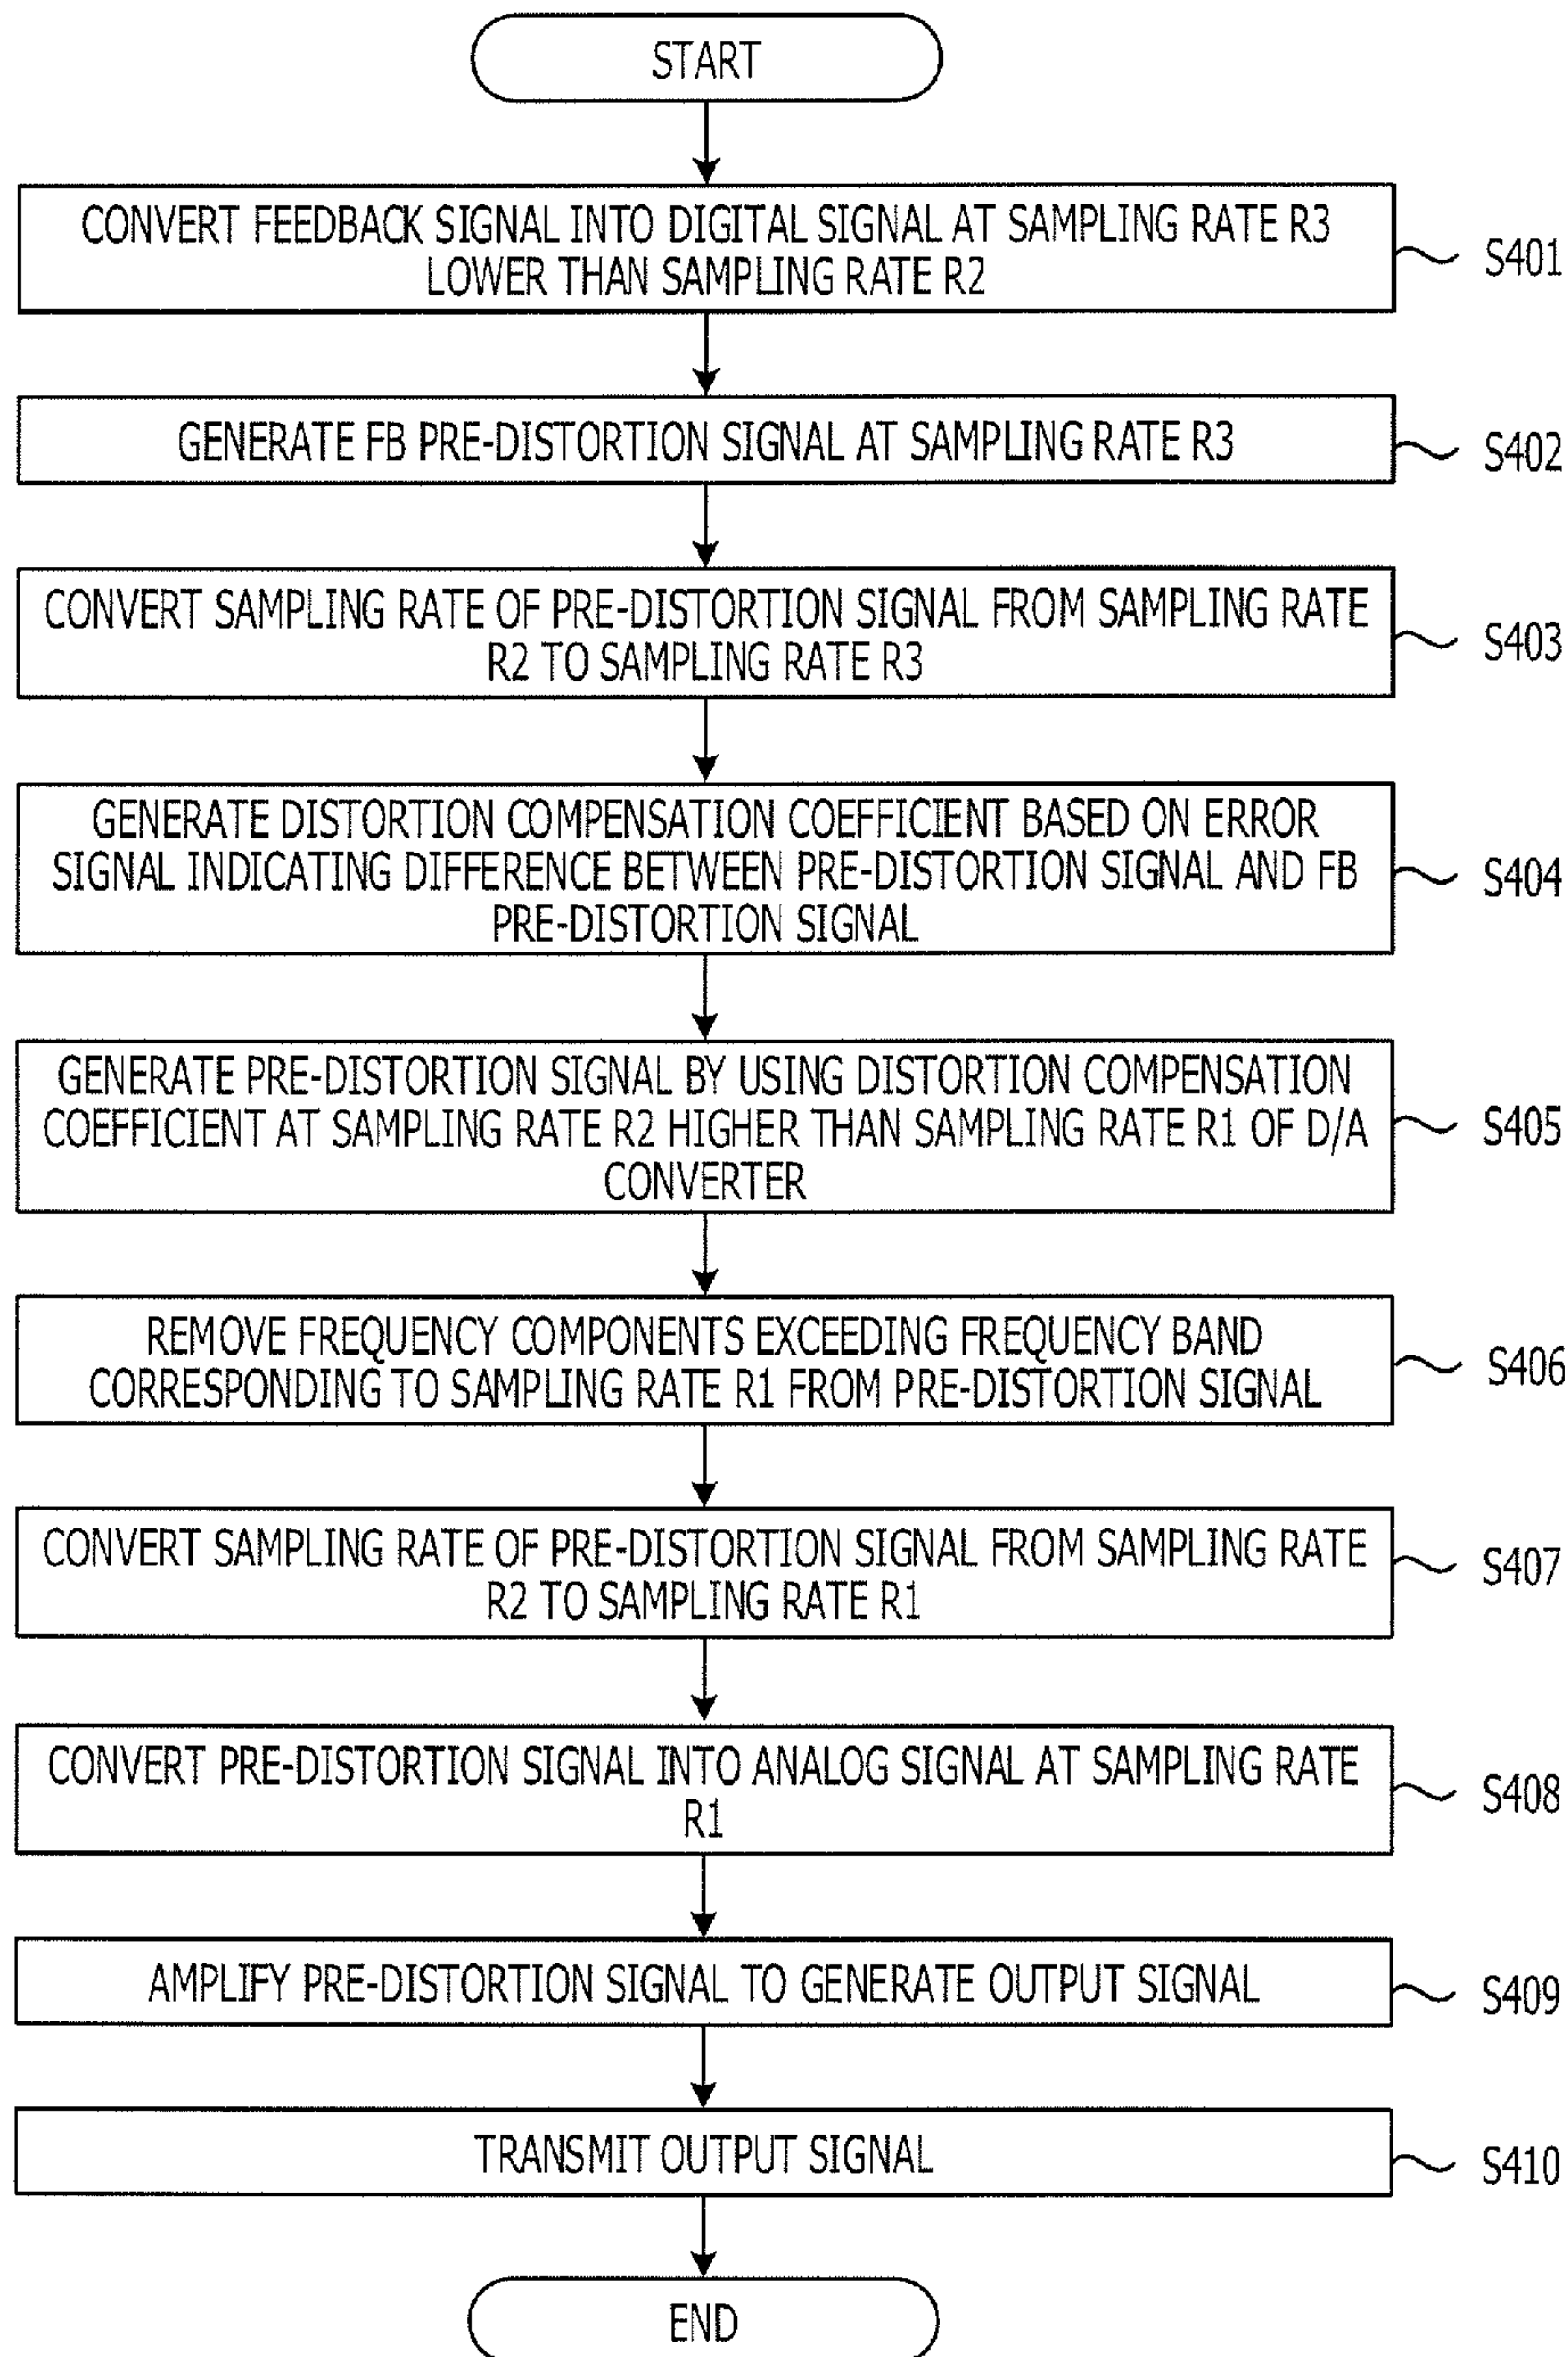 START
CONVERT FEEDBACK SIGNAL INTO DIGITAL SIGNAL AT SAMPLING RATE R3
LOWER THAN SAMPLING RATE R2
S401
GENERATE FB PRE-DISTORTION SIGNAL AT SAMPLING RATE R3
S402
CONVERT SAMPLING RATE OF PRE-DISTORTION SIGNAL FROM SAMPLING RATE
R2 TO SAMPLING RATE R3
S403
GENERATE DISTORTION COMPENSATION COEFFICIENT BASED ON ERROR
SIGNAL INDICATING DIFFERENCE BETWEEN PRE-DISTORTION SIGNAL AND FB
PRE-DISTORTION SIGNAL
S404
GENERATE PRE-DISTORTION SIGNAL BY USING DISTORTION COMPENSATION
COEFFICIENT AT SAMPLING RATE R2 HIGHER THAN SAMPLING RATE R1 OF D/A
CONVERTER
S405
REMOVE FREQUENCY COMPONENTS EXCEEDING FREQUENCY BAND
CORRESPONDING TO SAMPLING RATE R1 FROM PRE-DISTORTION SIGNAL
S406
CONVERT SAMPLING RATE OF PRE-DISTORTION SIGNAL FROM SAMPLING RATE
R2 TO SAMPLING RATE R1
S407
CONVERT PRE-DISTORTION SIGNAL INTO ANALOG SIGNAL AT SAMPLING RATE
R1
S408
AMPLIFY PRE-DISTORTION SIGNAL TO GENERATE OUTPUT SIGNAL
S409
TRANSMIT OUTPUT SIGNAL
S410
END